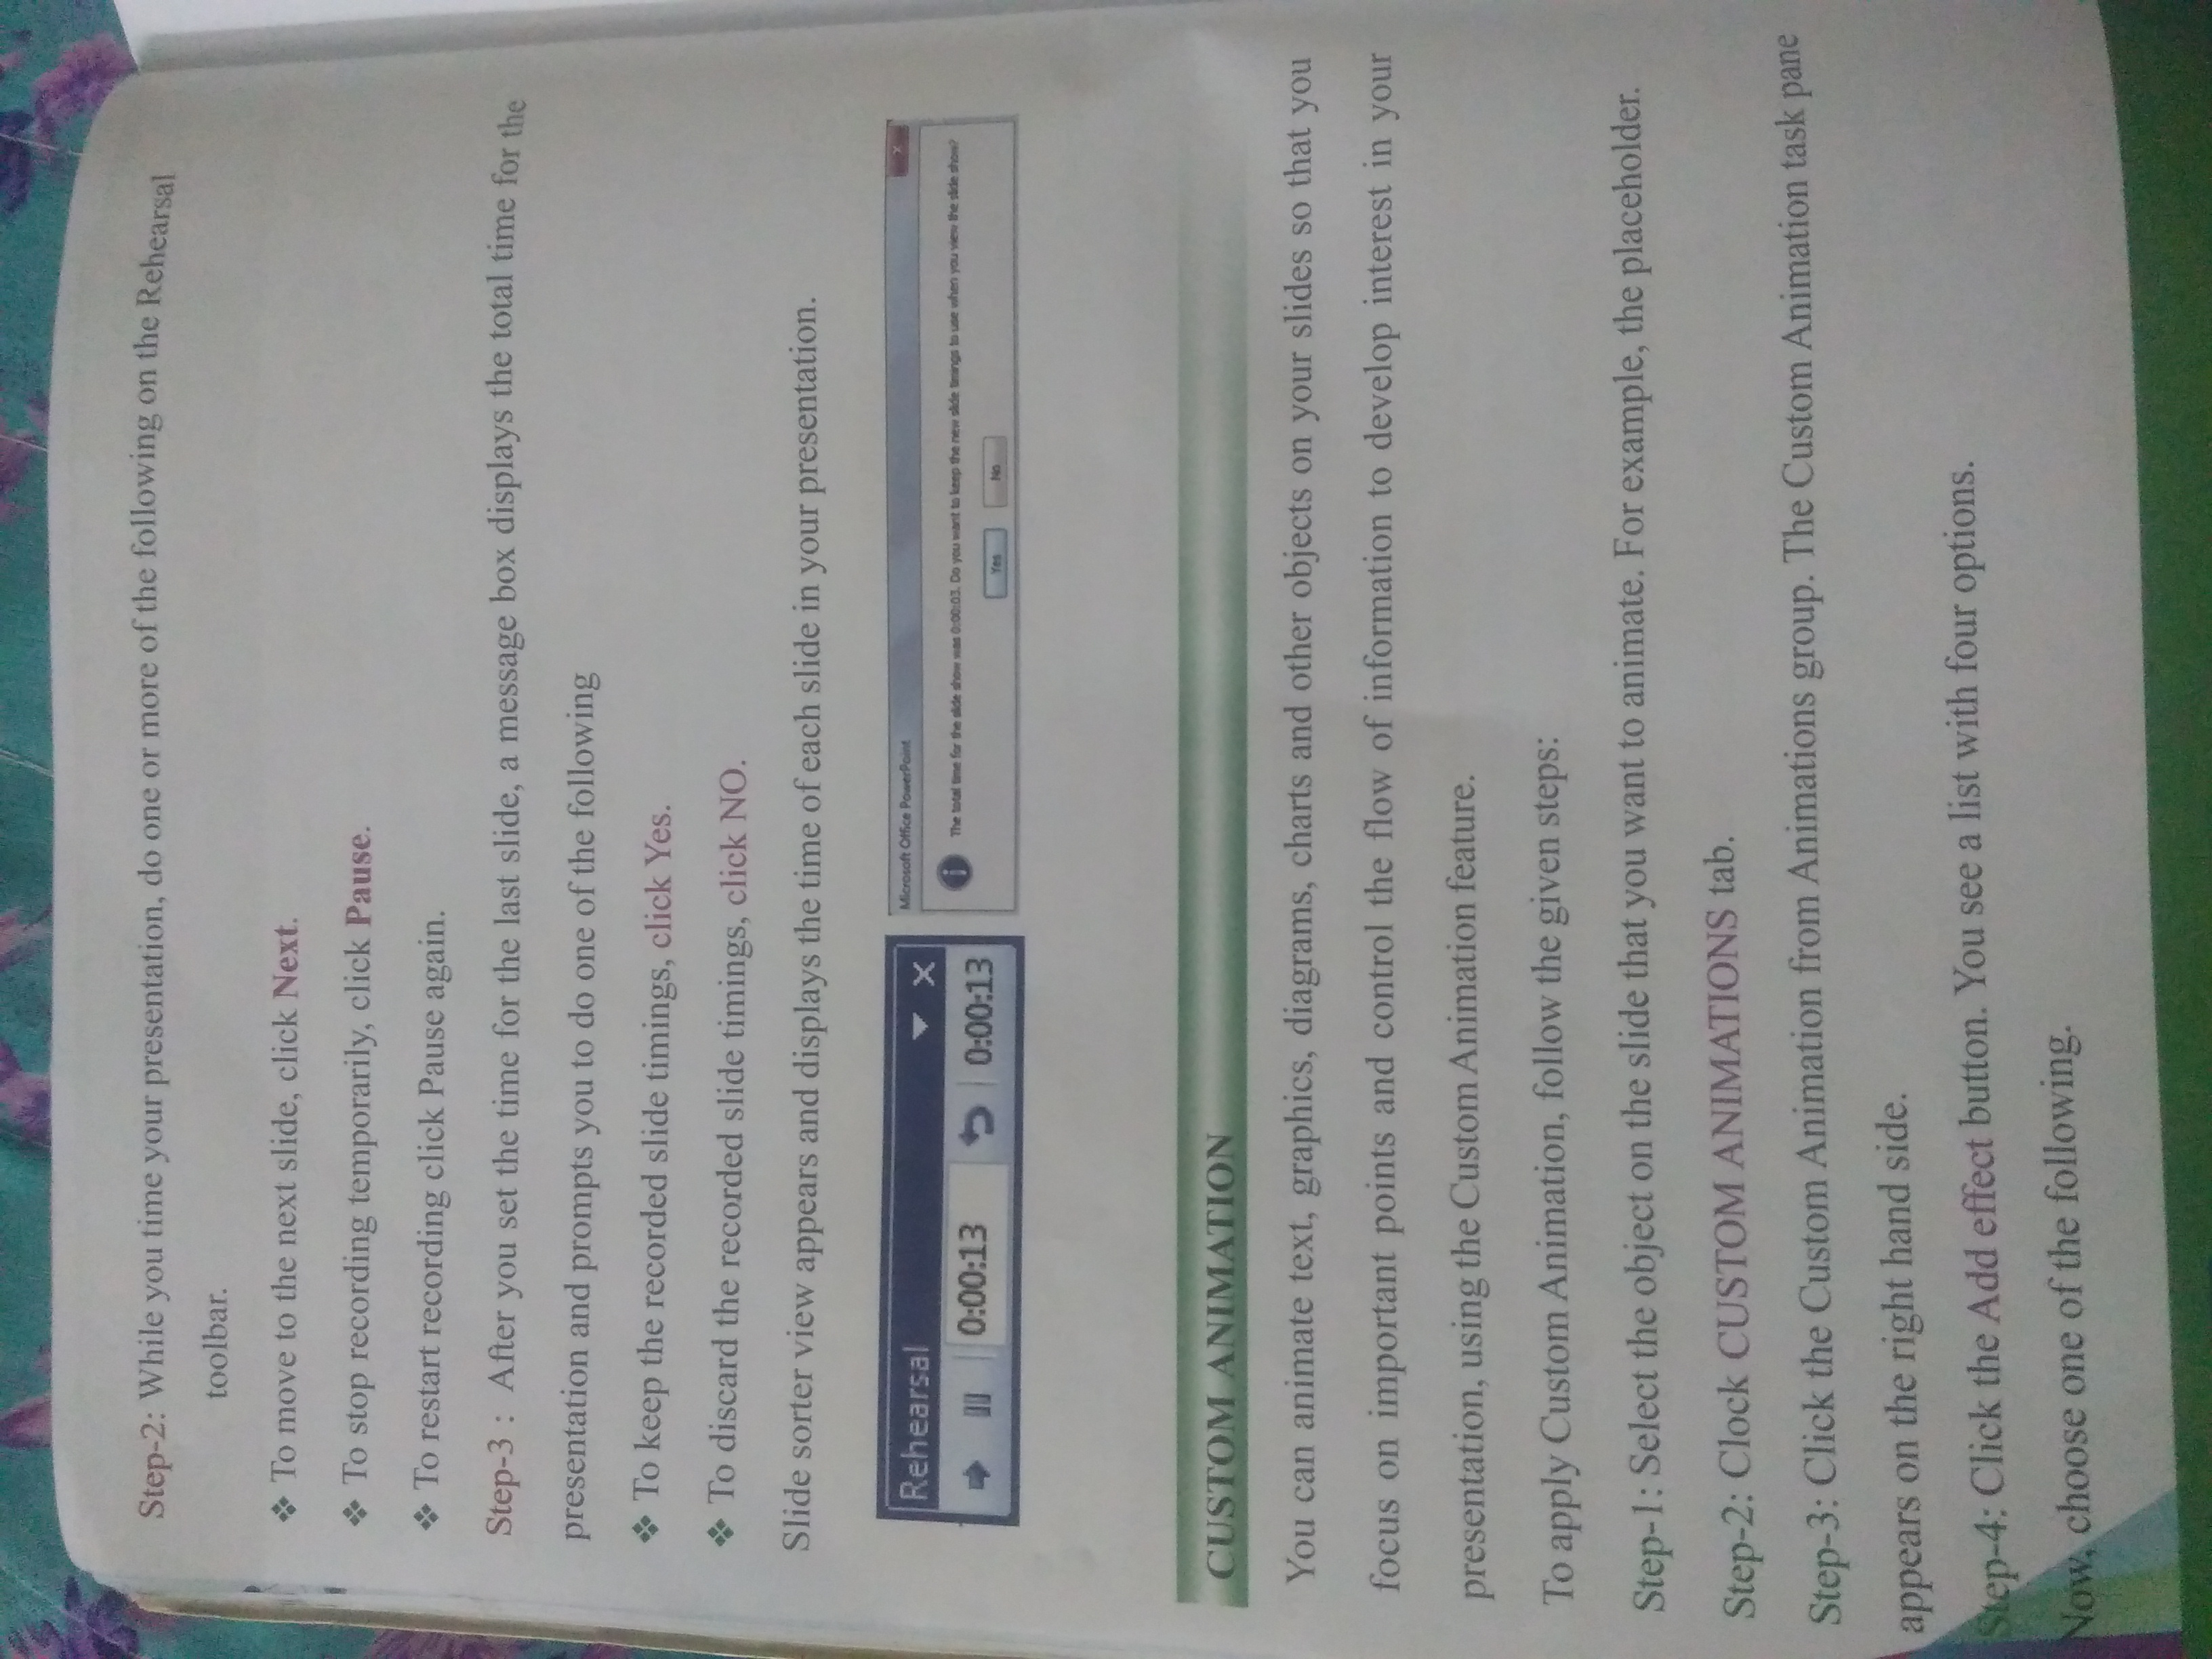 Step-2: While you time your presentation, do one or more of the following on the Rehearsal
toolbar.
❖ To move to the next slide, click Next.
❖ To stop recording temporarily, click Pause.
❖ To restart recording click Pause again.
Step-3 : After you set the time for the last slide, a message box displays the total time for the
presentation and prompts you to do one of the following
❖ To keep the recorded slide timings, click Yes.
❖ To discard the recorded slide timings, click NO.
Slide sorter view appears and displays the time of each slide in your presentation.
Rehearsal
0:00:13 0:00:13
Microsoft Office PowerPoint
The total time for the slide show was 0:00:03. Do you want to keep the new slide timings to use when you view the slide show?
Yes No
CUSTOM ANIMATION
You can animate text, graphics, diagrams, charts and other objects on your slides so that you
focus on important points and control the flow of information to develop interest in your
presentation, using the Custom Animation feature.
To apply Custom Animation, follow the given steps:
Step-1: Select the object on the slide that you want to animate. For example, the placeholder.
Step-2: Clock CUSTOM ANIMATIONS tab.
Step-3: Click the Custom Animation from Animations group. The Custom Animation task pane
appears on the right hand side.
Step-4: Click the Add effect button. You see a list with four options.
Now, choose one of the following.